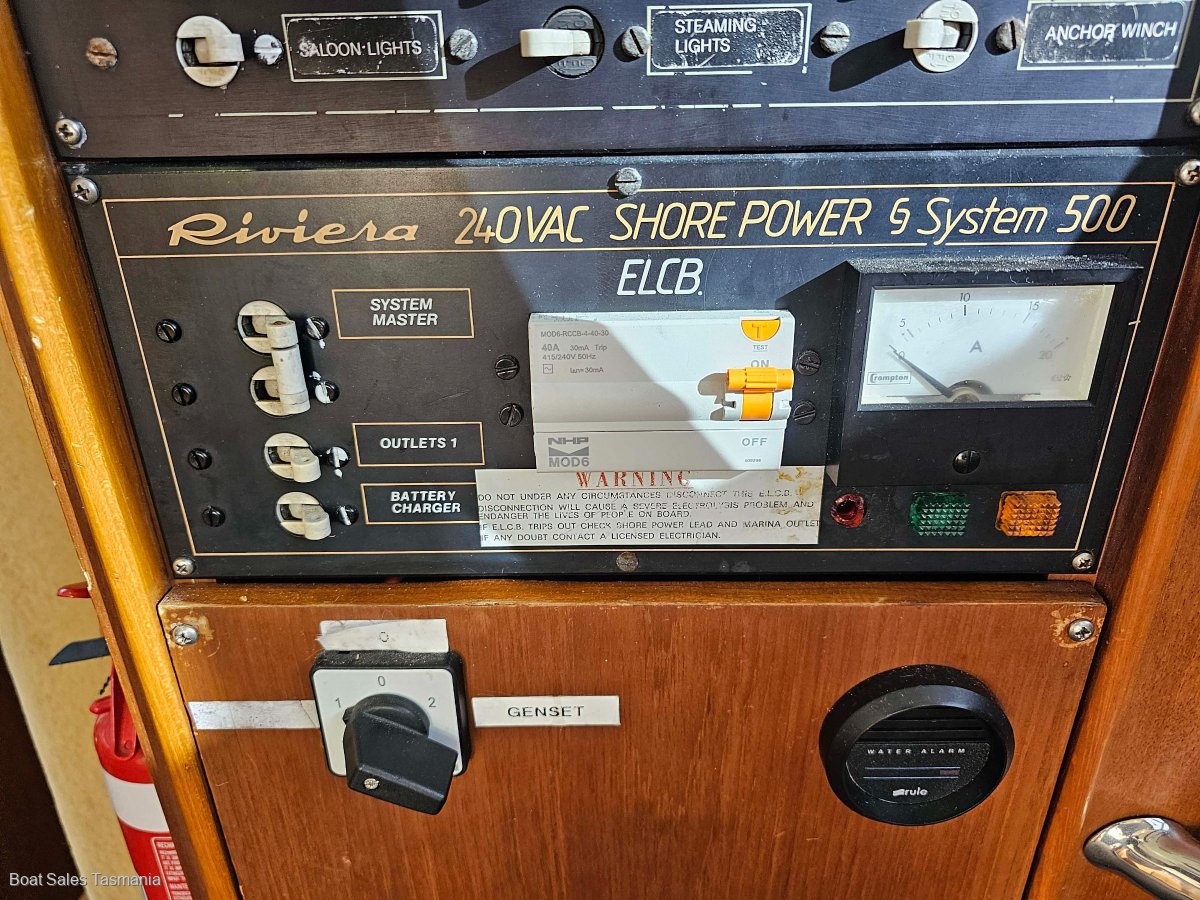 SALOON·LIGHTS
STEAMING
LIGHTS
ANCHOR WINCH
Riviera 240VAC SHORE POWER & System 500
ELCB.
SYSTEM
MASTER
MOD6-RCCB-4-40-30
40A 30mA Trip
415/240V 50Hz
I∆n=30mA
TEST
ON
OFF
NHP
MOD6
5
10
15
20
A
Crompton
OUTLETS 1
BATTERY
CHARGER
WARNING
DO NOT UNDER ANY CIRCUMSTANCES DISCONNECT THIS E.L.C.B.
DISCONNECTION WILL CAUSE A SEVERE ELECTROLYSIS PROBLEM AND
ENDANGER THE LIVES OF PEOPLE ON BOARD.
IF E.L.C.B. TRIPS OUT CHECK SHORE POWER LEAD AND MARINA OUTLET
IF ANY DOUBT CONTACT A LICENSED ELECTRICIAN.
0
0
1
2
GENSET
WATER ALARM
rule
Boat Sales Tasmania